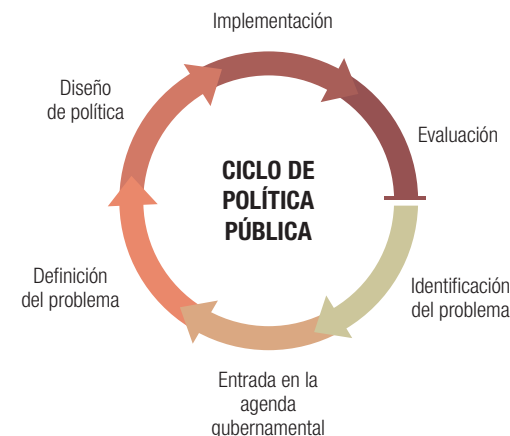 Implementación
Diseño
de política
Evaluación
CICLO DE
POLÍTICA
PÚBLICA
Definición
del problema
Identificación
del problema
Entrada en la
agenda
gubernamental